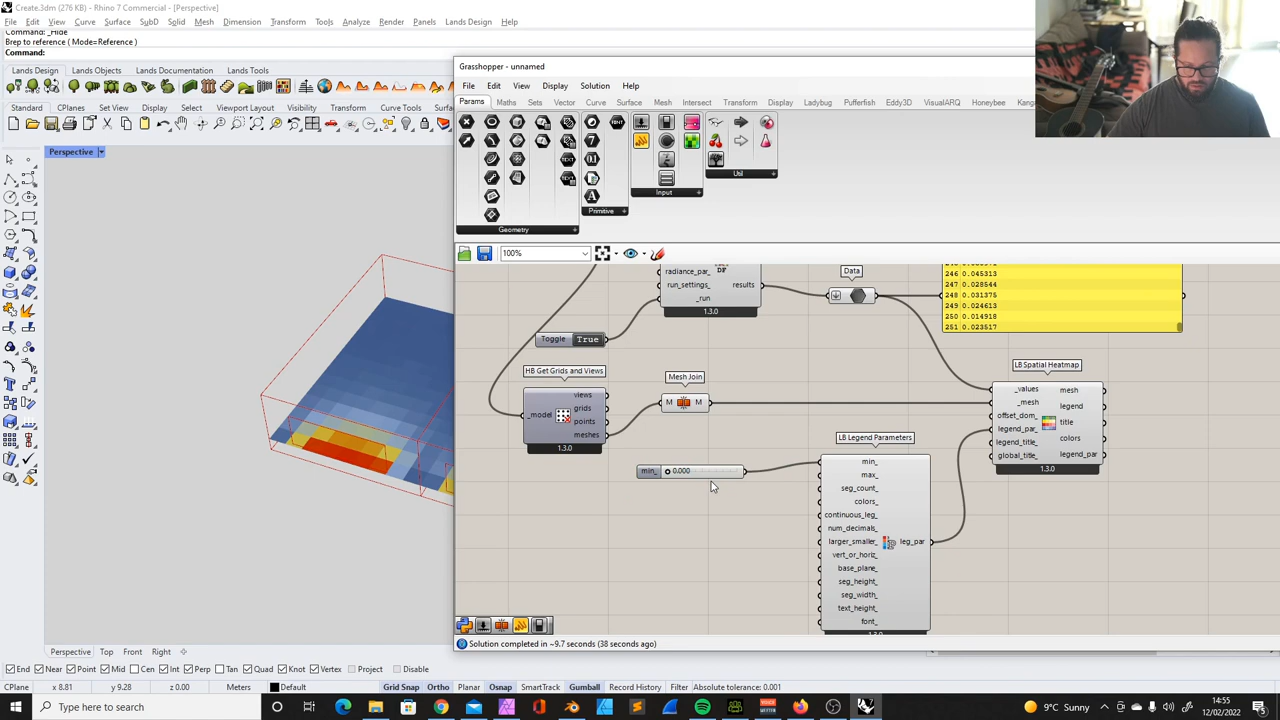 Create.3dm (276 KB) - Rhino 7 Commercial - [Perspective]
File Edit View Curve Surface SubD Solid Mesh Dimension Transform Tools Analyze Render Panels Lands Design Help
Command: _Hide
Brep to reference ( Mode=Reference )
Command:
Lands Design Lands Objects Lands Documentation Lands Tools
Standard CPlanes Set View Display Select Viewport Layout Visibility Transform Curve Tools
Perspective
Grasshopper - unnamed
File Edit View Display Solution Help
Params Maths Sets Vector Curve Surface Mesh Intersect Transform Display Ladybug Pufferfish Eddy3D VisualARQ Honeybee
Geometry Primitive Input Util
100%
radiance_par_
run_settings_
_run
results
DF
1.3.0
Data
246 0.045313
247 0.028544
248 0.031375
249 0.024613
250 0.014918
251 0.023517
Toggle True
HB Get Grids and Views
_model
views
grids
points
meshes
1.3.0
Mesh Join
M M
LB Spatial Heatmap
_values
_mesh
offset_dom_
legend_par_
legend_title_
global_title_
mesh
legend
title
colors
legend_par
1.3.0
LB Legend Parameters
min_ 0.000
min_
max_
seg_count_
colors_
continuous_leg_
num_decimals_
larger_smaller_
vert_or_horiz_
base_plane_
seg_height_
seg_width_
text_height_
font_
leg_par
1.3.0
Solution completed in ~9.7 seconds (38 seconds ago)
Perspective Top Front Right
End Near Point Mid Cen Int Perp Tan Quad Knot Vertex Project Disable
CPlane x 8.81 y 9.28 z 0.00 Meters Default Grid Snap Ortho Planar Osnap SmartTrack Gumball Record History Filter Absolute tolerance: 0.001
Type here to search
9°C Sunny
14:55
12/02/2022